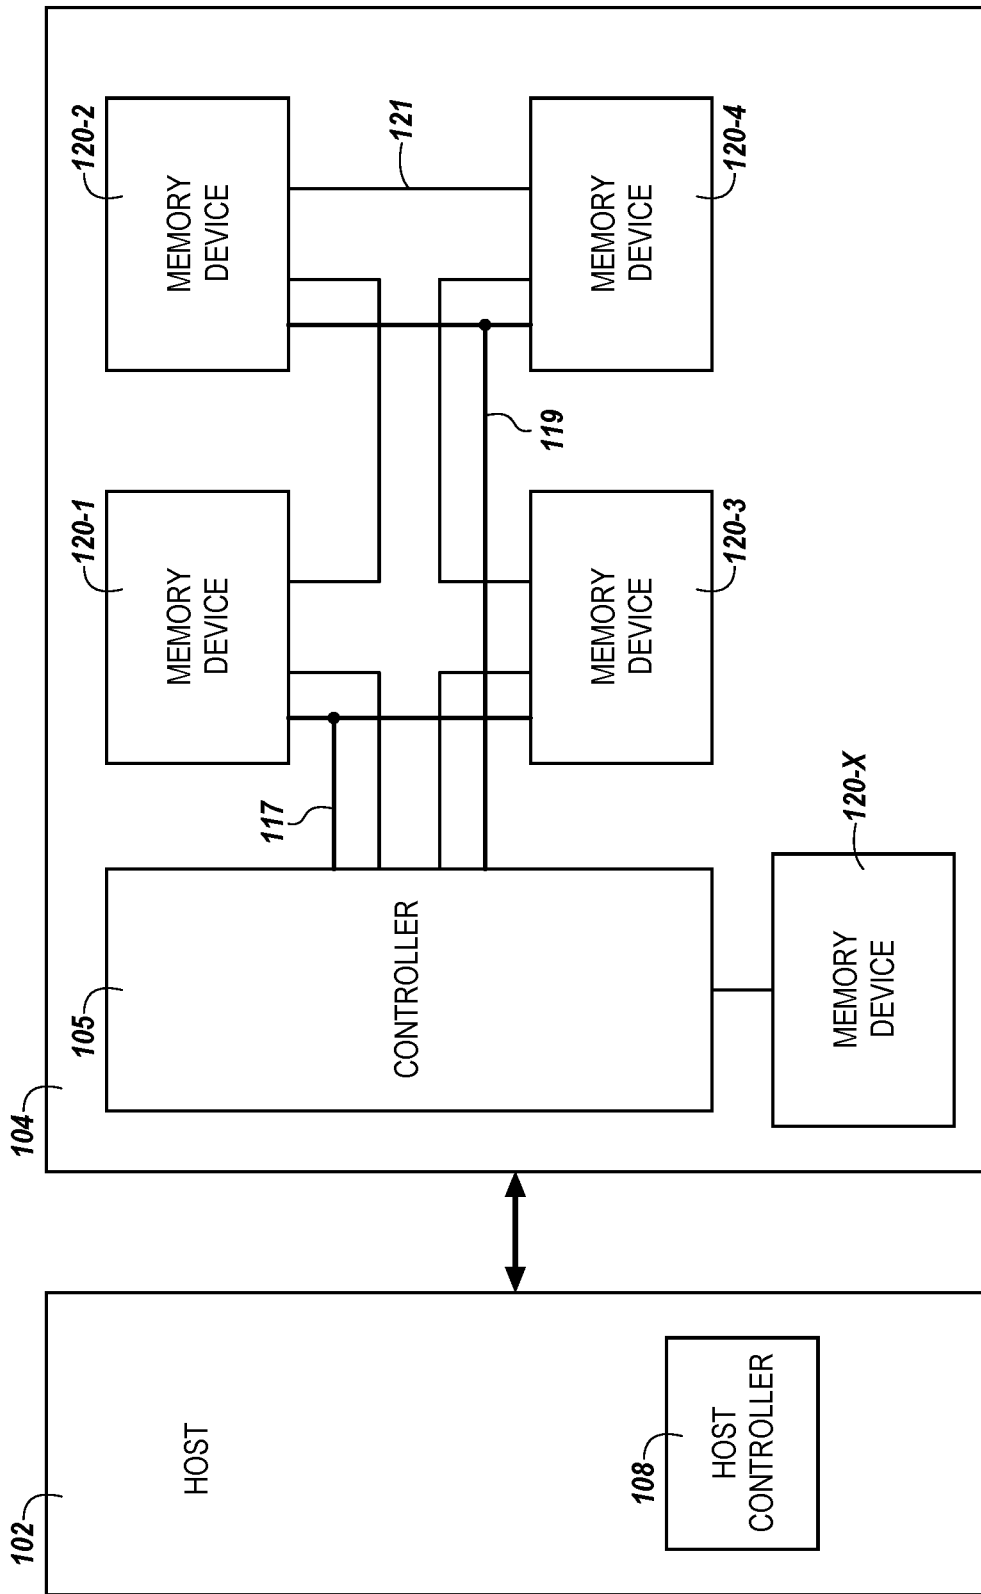 102
HOST
108
HOST
CONTROLLER
104
105
CONTROLLER
117
120-1
MEMORY
DEVICE
120-2
MEMORY
DEVICE
121
119
MEMORY
DEVICE
120-3
MEMORY
DEVICE
120-4
MEMORY
DEVICE
120-X